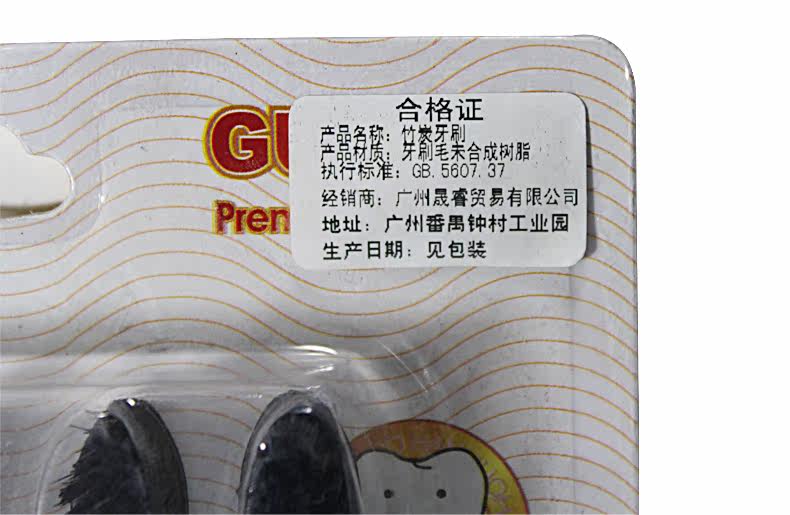 GU
Prem
合格证
产品名称：竹炭牙刷
产品材质：牙刷毛未合成树脂
执行标准：GB.5607.37
经销商：广州晟睿贸易有限公司
地址：广州番禺钟村工业园
生产日期：见包装